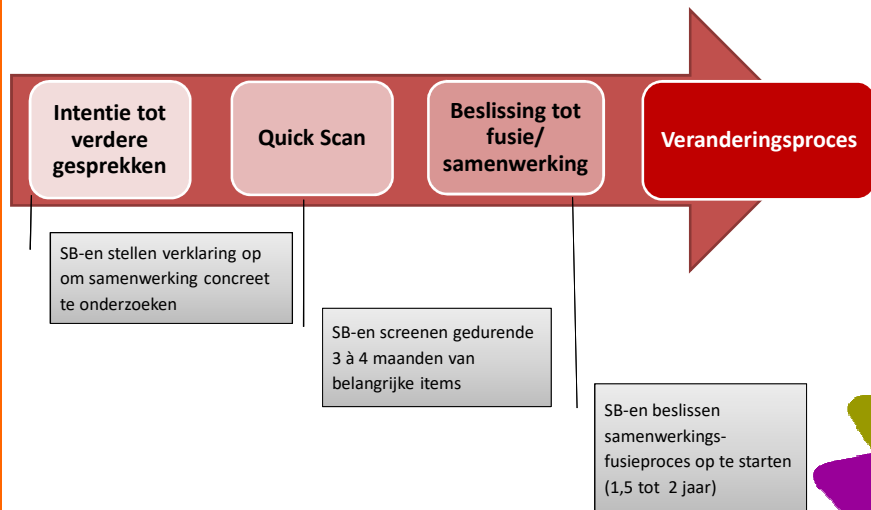 Intentie tot
verdere
gesprekken
Quick Scan
Beslissing tot
fusie/
samenwerking
Veranderingsproces
SB-en stellen verklaring op
om samenwerking concreet
te onderzoeken
SB-en screenen gedurende
3 à 4 maanden van
belangrijke items
SB-en beslissen
samenwerkings-
fusieproces op te starten
(1,5 tot 2 jaar)